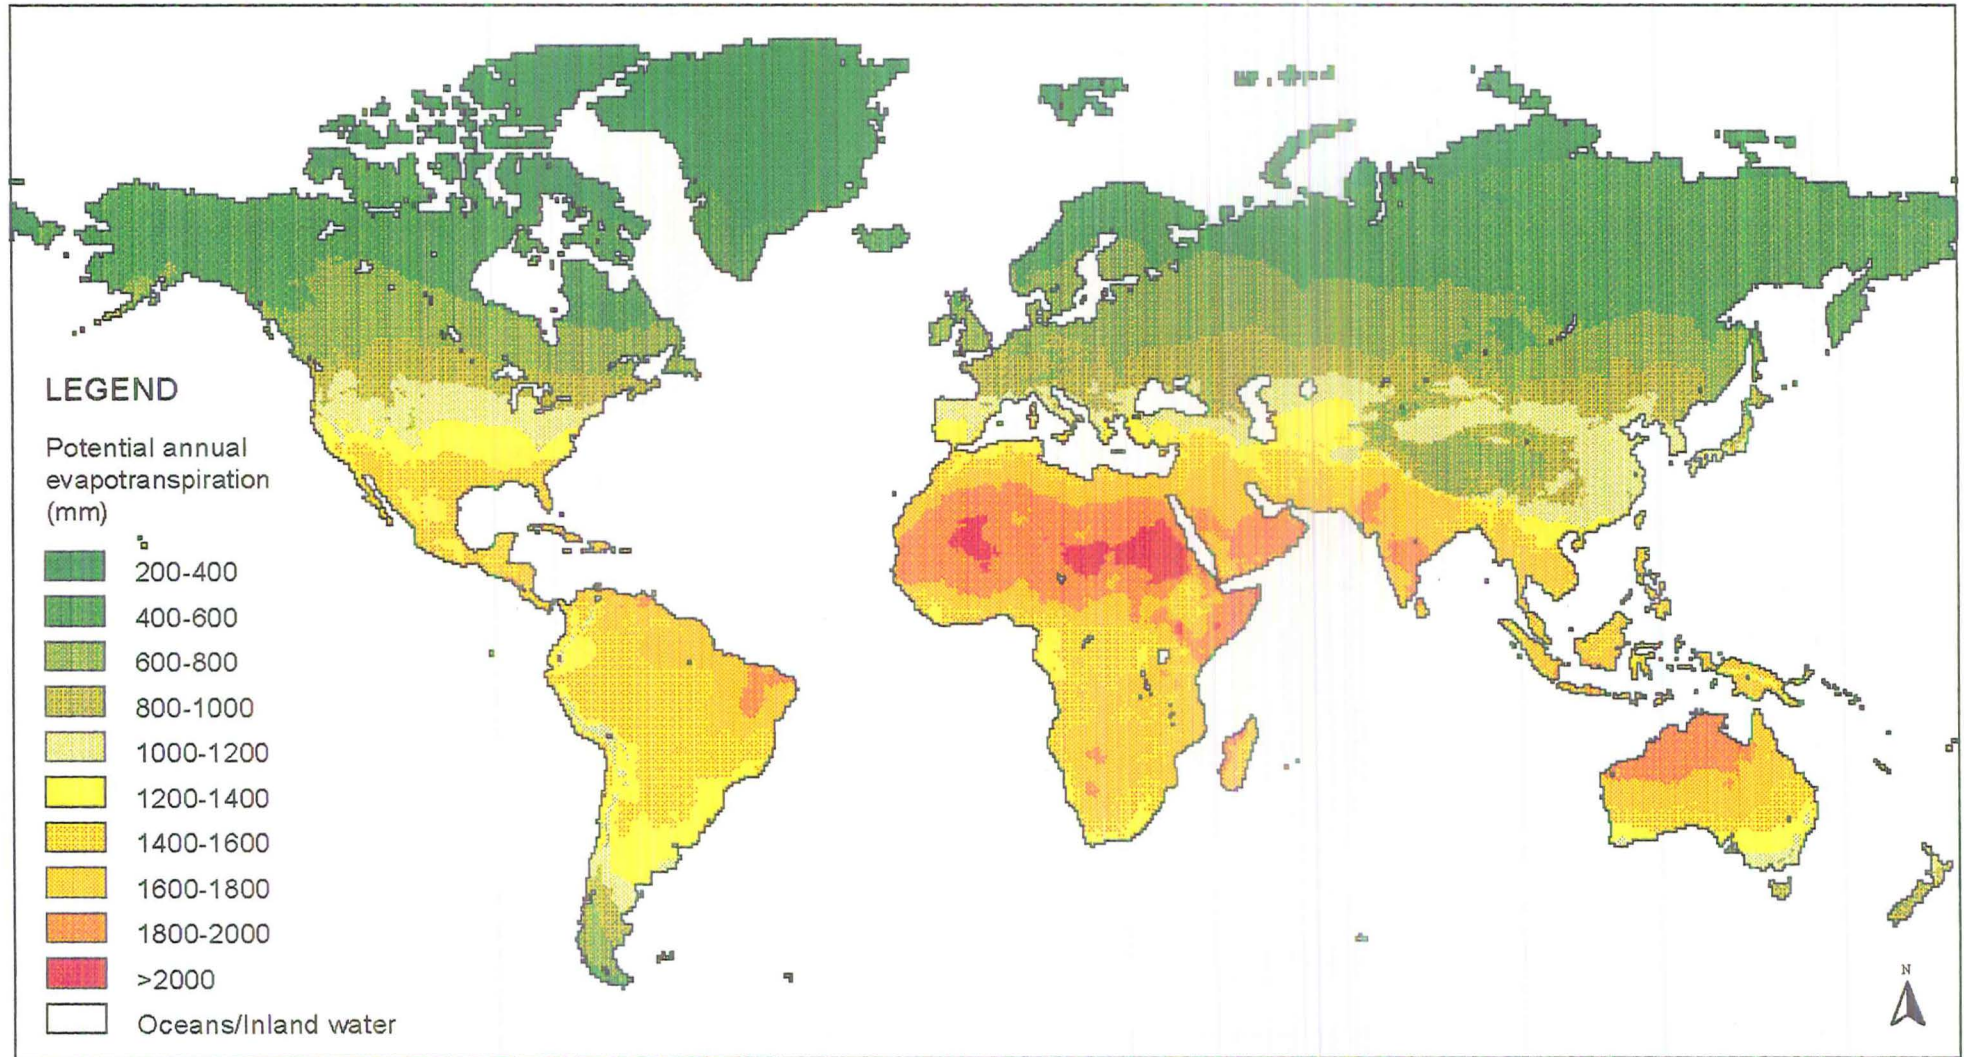 LEGEND
Potential annual
evapotranspiration
(mm)
200-400
400-600
600-800
800-1000
1000-1200
1200-1400
1400-1600
1600-1800
1800-2000
>2000
Oceans/Inland water
N